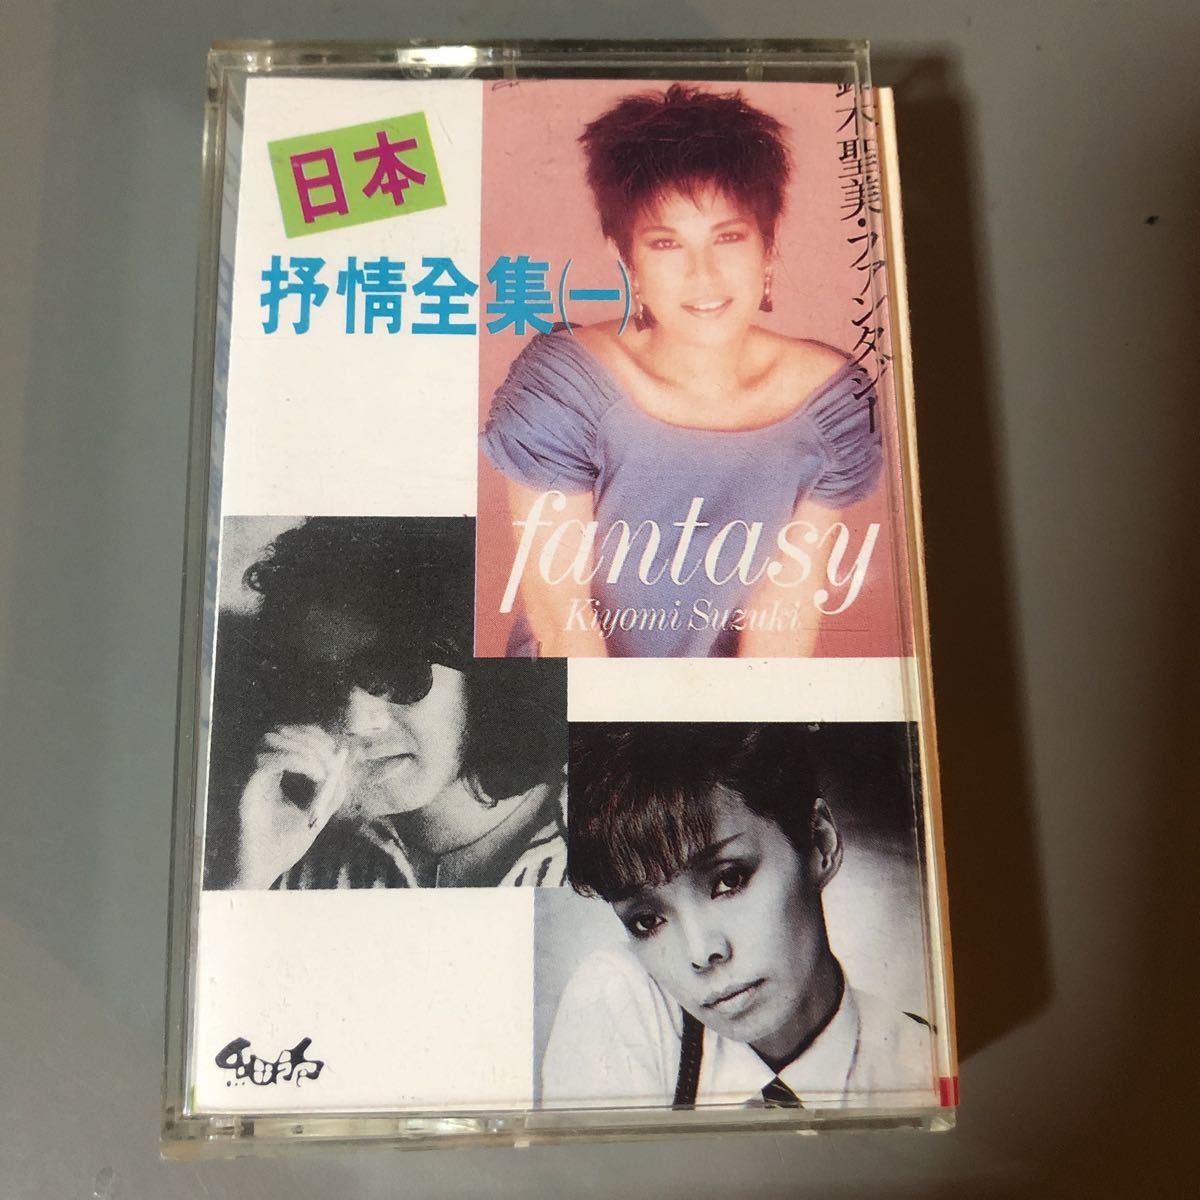 日本
抒情全集(一)
鈴木聖美・ファンタジー
fantasy
Kiyomi Suzuki